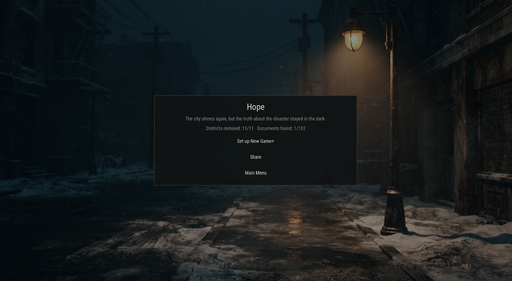 Hope
The city shines again, but the truth about the disaster stayed in the dark.
Districts restored: 11/11 Documents found: 1/101
Set up New Game+
Share
Main Menu